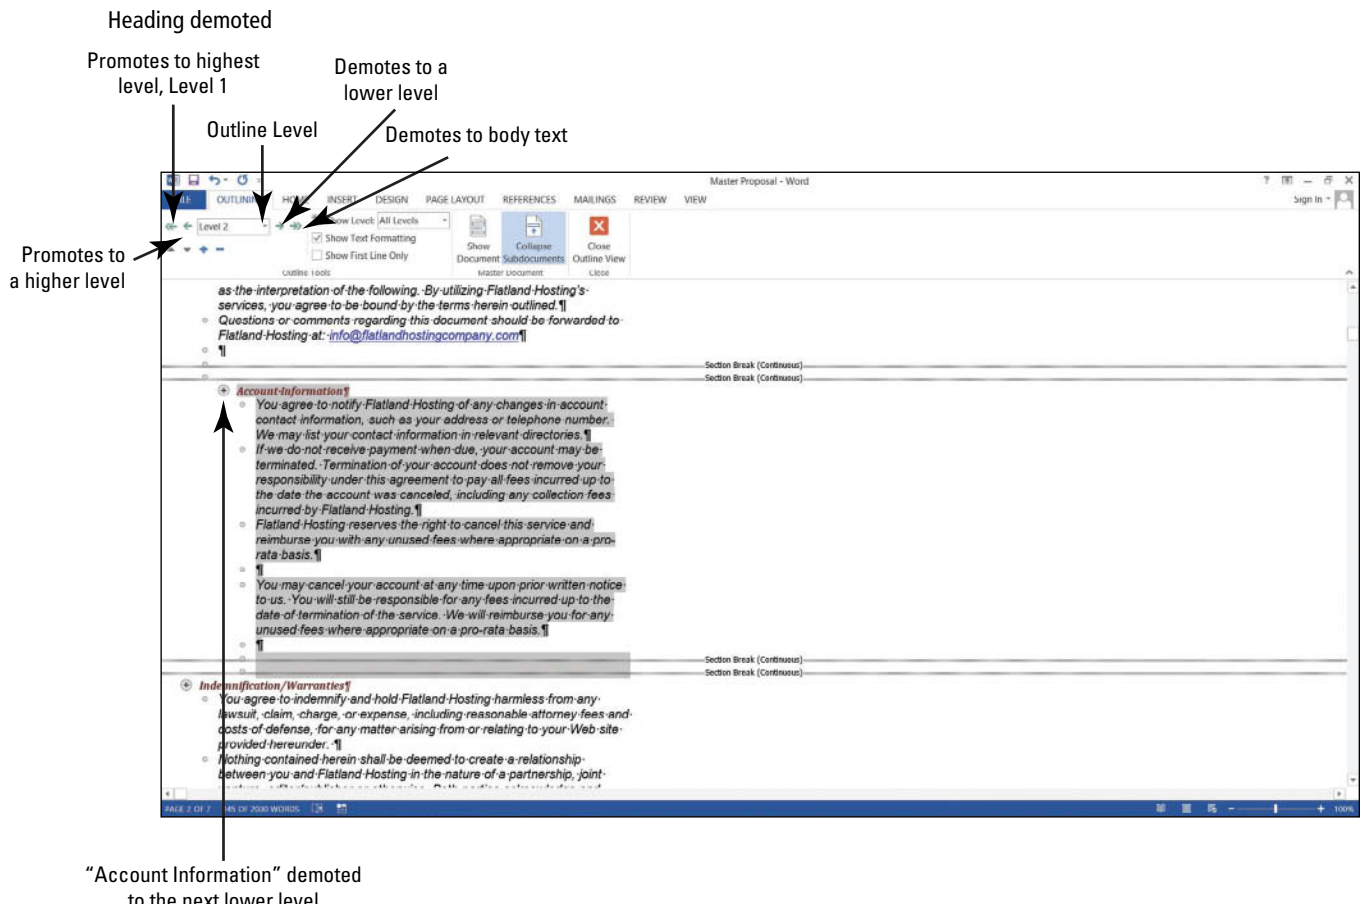 Heading demoted
Promotes to highest
level, Level 1
Demotes to a
lower level
Outline Level
Demotes to body text
Promotes to
a higher level
Master Proposal - Word
OUTLINING HOME INSERT DESIGN PAGE LAYOUT REFERENCES MAILINGS REVIEW VIEW Sign in
Level 2
Show Level: All Levels
Show Text Formatting
Show First Line Only
Show
Document
Collapse
Subdocuments
Close
Outline View
Outline Tools Master Document Close
as·the·interpretation·of·the·following.··By·utilizing·Flatland·Hosting's·
services,·you·agree·to·be·bound·by·the·terms·herein·outlined.¶
Questions·or·comments·regarding·this·document·should·be·forwarded·to·
Flatland·Hosting·at:·info@flatlandhostingcompany.com¶
¶
Section Break (Continuous)
Section Break (Continuous)
Account·Information¶
You·agree·to·notify·Flatland·Hosting·of·any·changes·in·account·
contact·information,·such·as·your·address·or·telephone·number.··
We·may·list·your·contact·information·in·relevant·directories.¶
If·we·do·not·receive·payment·when·due,·your·account·may·be·
terminated.··Termination·of·your·account·does·not·remove·your·
responsibility·under·this·agreement·to·pay·all·fees·incurred·up·to·
the·date·the·account·was·canceled,·including·any·collection·fees·
incurred·by·Flatland·Hosting.¶
Flatland·Hosting·reserves·the·right·to·cancel·this·service·and·
reimburse·you·with·any·unused·fees·where·appropriate·on·a·pro-
rata·basis.¶
¶
You·may·cancel·your·account·at·any·time·upon·prior·written·notice·
to·us.··You·will·still·be·responsible·for·any·fees·incurred·up·to·the·
date·of·termination·of·the·service.··We·will·reimburse·you·for·any·
unused·fees·where·appropriate·on·a·pro-rata·basis.¶
¶
Section Break (Continuous)
Section Break (Continuous)
Indemnification/Warranties¶
You·agree·to·indemnify·and·hold·Flatland·Hosting·harmless·from·any·
lawsuit,·claim,·charge,·or·expense,·including·reasonable·attorney·fees·and·
costs·of·defense,·for·any·matter·arising·from·or·relating·to·your·Web·site·
provided·hereunder.··¶
Nothing·contained·herein·shall·be·deemed·to·create·a·relationship·
between·you·and·Flatland·Hosting·in·the·nature·of·a·partnership,·joint·
PAGE 2 OF 7 OF 2000 WORDS 100%
"Account Information" demoted
to the next lower level